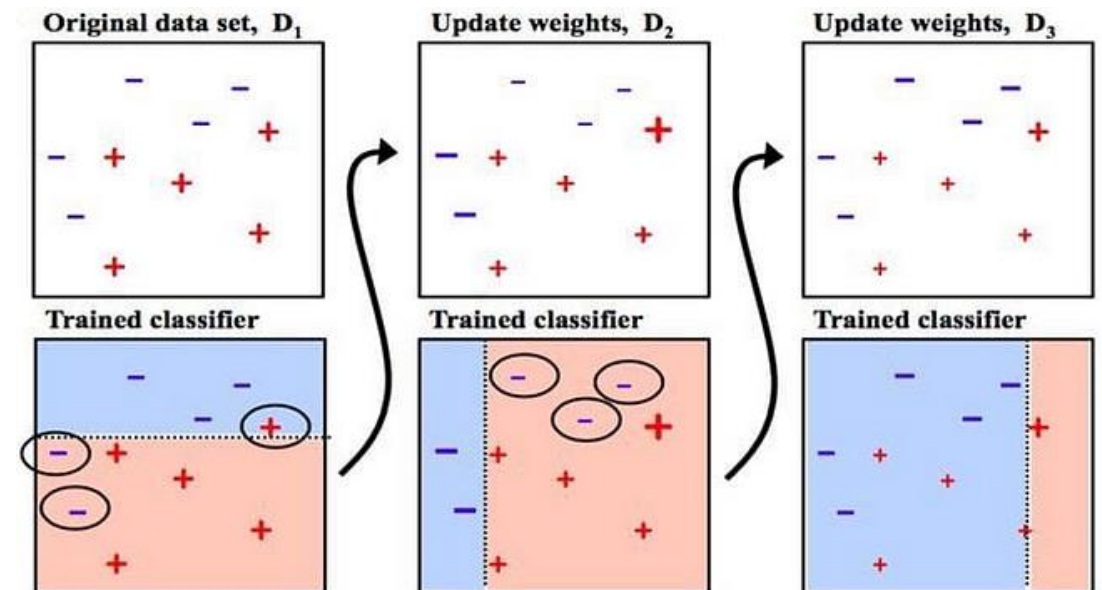 Original data set, D₁
Update weights, D₂
Update weights, D₃
Trained classifier
Trained classifier
Trained classifier